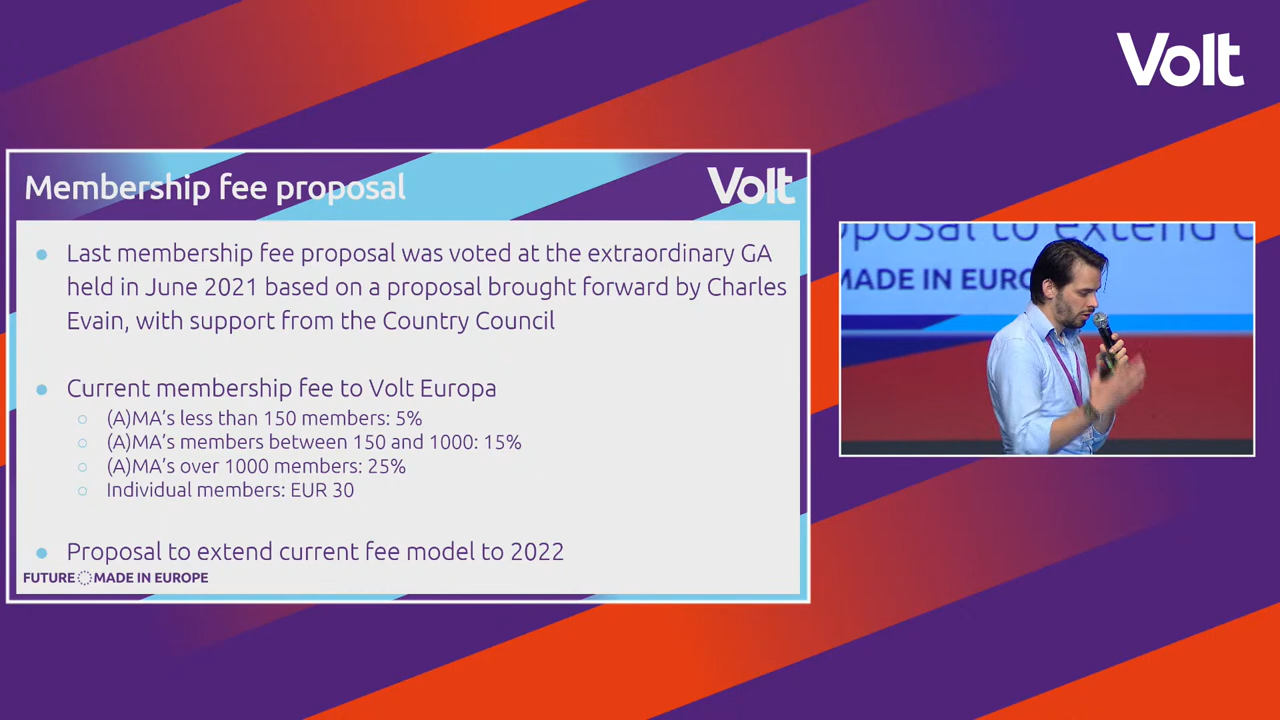 Volt
Membership fee proposal
Volt
● Last membership fee proposal was voted at the extraordinary GA
held in June 2021 based on a proposal brought forward by Charles
Evain, with support from the Country Council
● Current membership fee to Volt Europa
○ (A)MA's less than 150 members: 5%
○ (A)MA's members between 150 and 1000: 15%
○ (A)MA's over 1000 members: 25%
○ Individual members: EUR 30
● Proposal to extend current fee model to 2022
FUTURE MADE IN EUROPE
to extend
MADE IN EURO